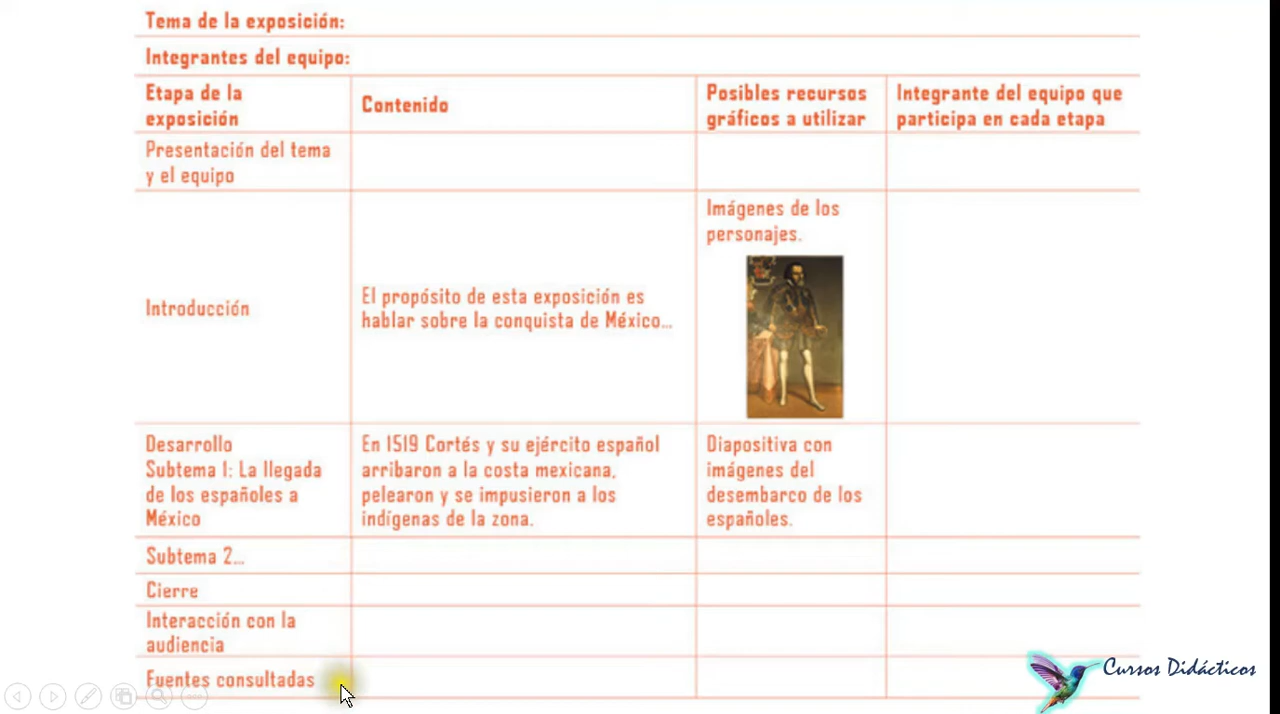 Tema de la exposición:
Integrantes del equipo:
Etapa de la
exposición
Contenido
Posibles recursos
gráficos a utilizar
Integrante del equipo que
participa en cada etapa
Presentación del tema
y el equipo
Introducción
El propósito de esta exposición es
hablar sobre la conquista de México...
Imágenes de los
personajes.
Desarrollo
Subtema 1: La llegada
de los españoles a
México
En 1519 Cortés y su ejército español
arribaron a la costa mexicana,
pelearon y se impusieron a los
indígenas de la zona.
Diapositiva con
imágenes del
desembarco de los
españoles.
Subtema 2...
Cierre
Interacción con la
audiencia
Fuentes consultadas
Cursos Didácticos